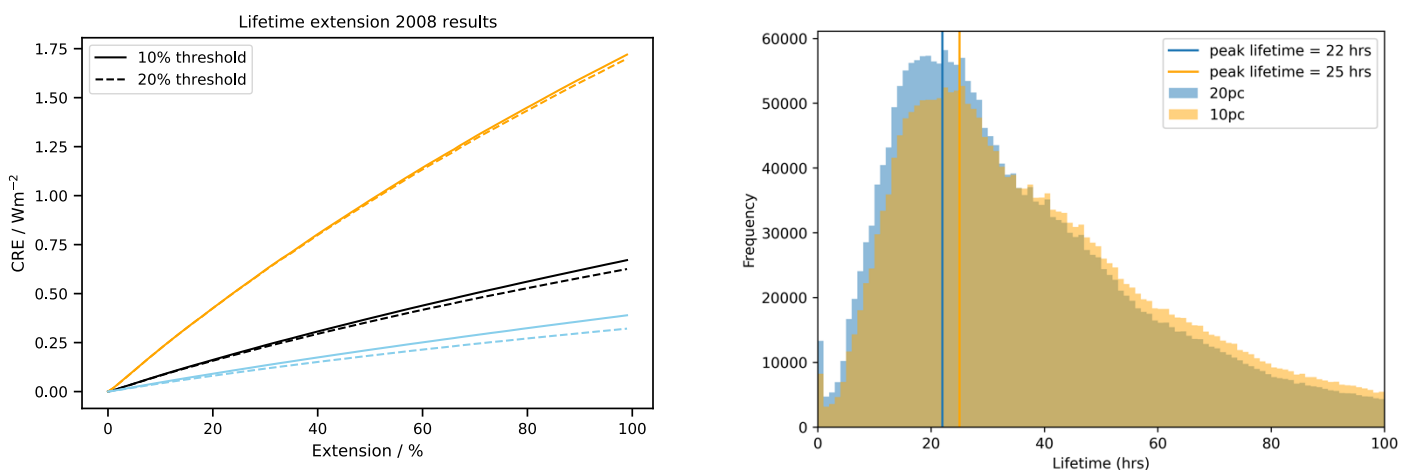 Lifetime extension 2008 results
10% threshold
20% threshold
1.75
1.50
1.25
1.00
0.75
0.50
0.25
0.00
CRE / Wm⁻²
0 20 40 60 80 100
Extension / %
peak lifetime = 22 hrs
peak lifetime = 25 hrs
20pc
10pc
60000
50000
40000
30000
20000
10000
0
Frequency
0 20 40 60 80 100
Lifetime (hrs)